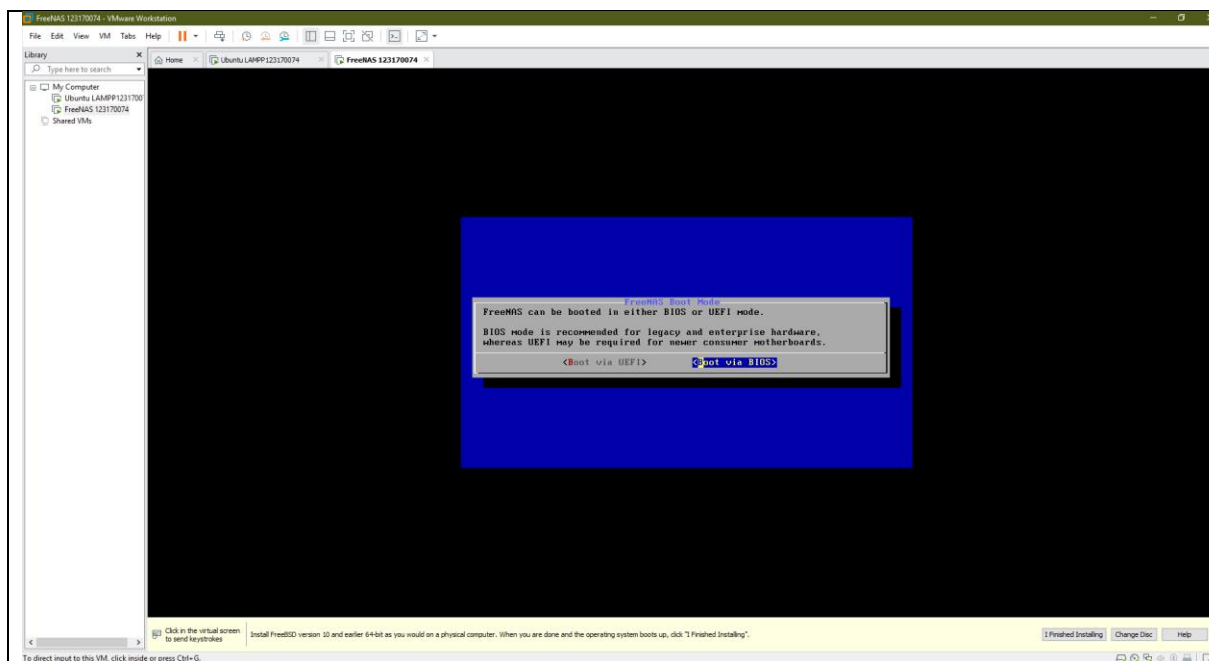 FreeNAS 123170074 - VMware Workstation
File Edit View VM Tabs Help
Library
Type here to search
My Computer
Ubuntu LAMPP1231700
FreeNAS 123170074
Shared VMs
Home
Ubuntu LAMPP123170074
FreeNAS 123170074
FreeNAS Boot Mode
FreeNAS can be booted in either BIOS or UEFI mode.
BIOS mode is recommended for legacy and enterprise hardware,
whereas UEFI may be required for newer consumer motherboards.
<Boot via UEFI> <Boot via BIOS>
Click in the virtual screen
to send keystrokes
Install FreeBSD version 10 and earlier 64-bit as you would on a physical computer. When you are done and the operating system boots up, click "I Finished Installing".
I Finished Installing Change Disc Help
To direct input to this VM, click inside or press Ctrl+G.